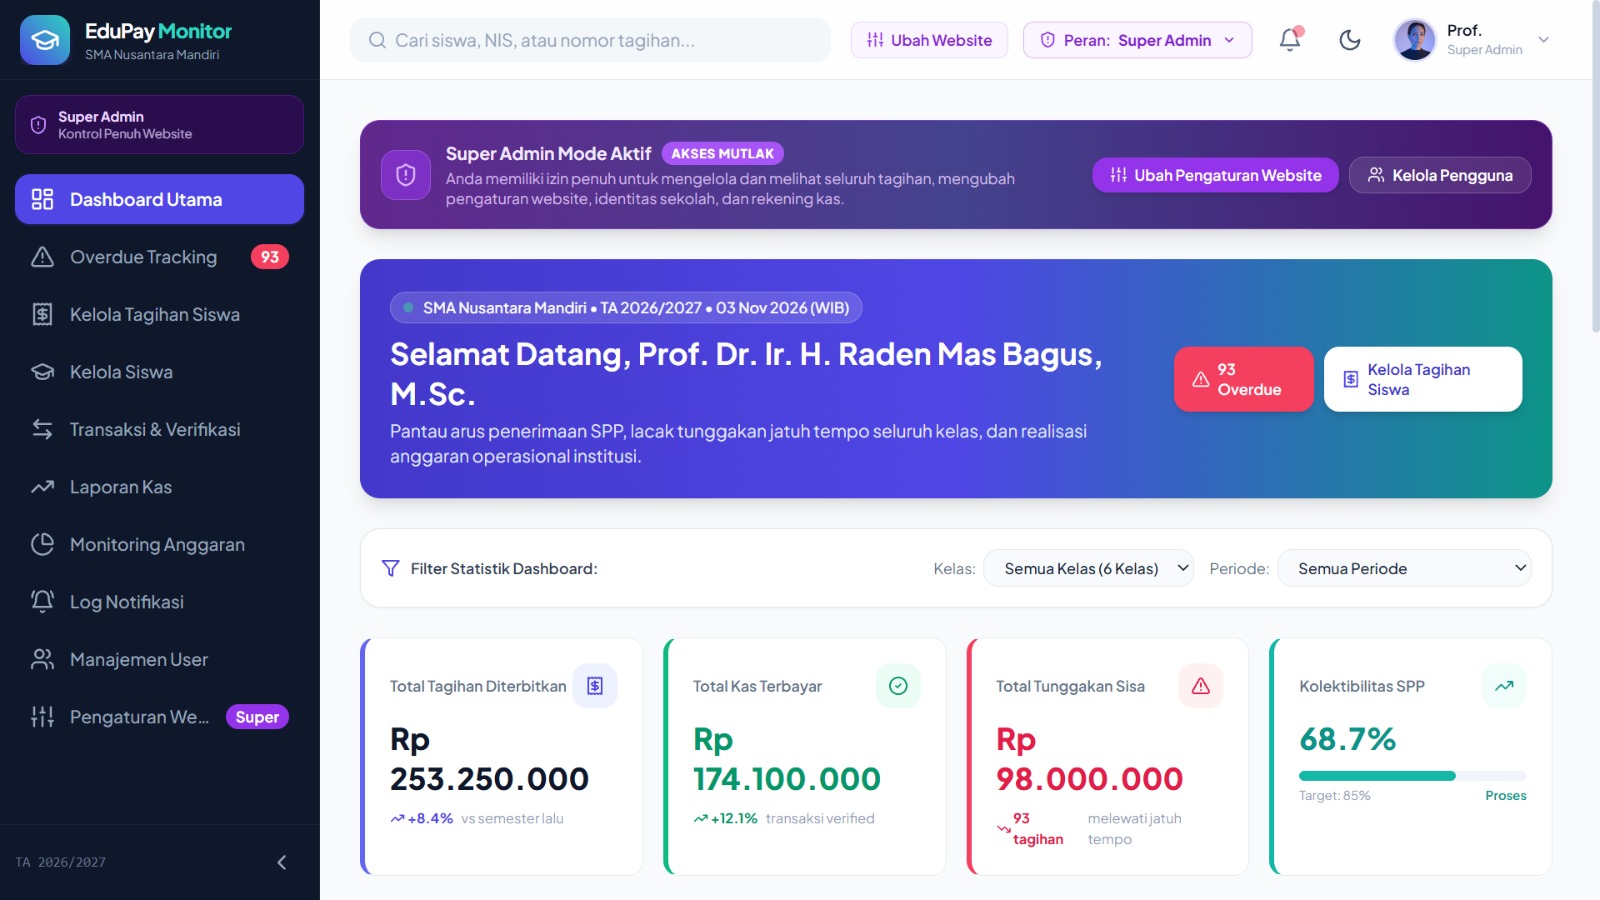 EduPay Monitor
SMA Nusantara Mandiri
Super Admin
Kontrol Penuh Website
Dashboard Utama
Overdue Tracking
93
Kelola Tagihan Siswa
Kelola Siswa
Transaksi & Verifikasi
Laporan Kas
Monitoring Anggaran
Log Notifikasi
Manajemen User
Pengaturan We...
Super
TA 2026/2027
Cari siswa, NIS, atau nomor tagihan...
Ubah Website
Peran: Super Admin
Prof.
Super Admin
Super Admin Mode Aktif
AKSES MUTLAK
Anda memiliki izin penuh untuk mengelola dan melihat seluruh tagihan, mengubah
pengaturan website, identitas sekolah, dan rekening kas.
Ubah Pengaturan Website
Kelola Pengguna
SMA Nusantara Mandiri • TA 2026/2027 • 03 Nov 2026 (WIB)
Selamat Datang, Prof. Dr. Ir. H. Raden Mas Bagus,
M.Sc.
Pantau arus penerimaan SPP, lacak tunggakan jatuh tempo seluruh kelas, dan realisasi
anggaran operasional institusi.
93
Overdue
Kelola Tagihan
Siswa
Filter Statistik Dashboard:
Kelas:
Semua Kelas (6 Kelas)
Periode:
Semua Periode
Total Tagihan Diterbitkan
Rp
253.250.000
+8.4% vs semester lalu
Total Kas Terbayar
Rp
174.100.000
+12.1% transaksi verified
Total Tunggakan Sisa
Rp
98.000.000
93
tagihan
melewati jatuh
tempo
Kolektibilitas SPP
68.7%
Target: 85%
Proses